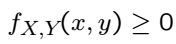 f_{X,Y}(x, y) ≥ 0